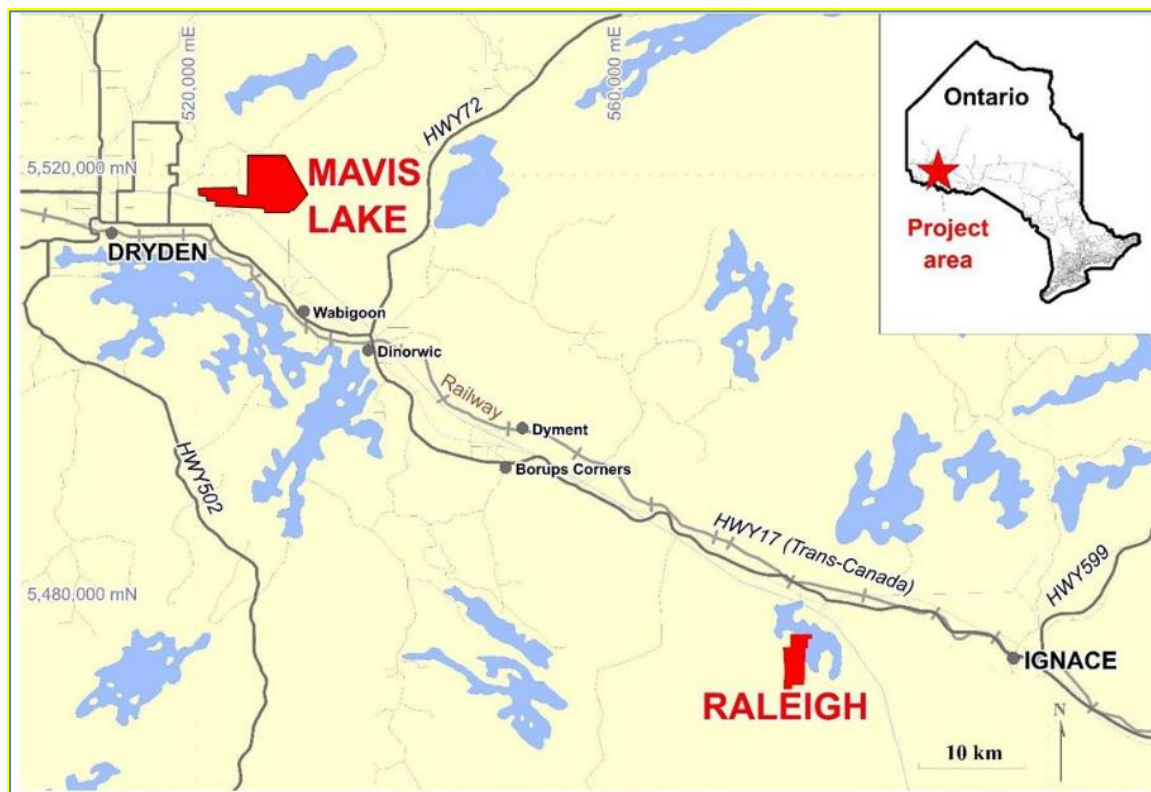 520,000 mE
560,000 mE
HWY72
Ontario
5,520,000 mN
MAVIS
LAKE
Project
area
DRYDEN
Wabigoon
Dinorwic
Railway
Dyment
HWY502
Borups Corners
HWY17 (Trans-Canada)
HWY599
5,480,000 mN
IGNACE
RALEIGH
N
10 km